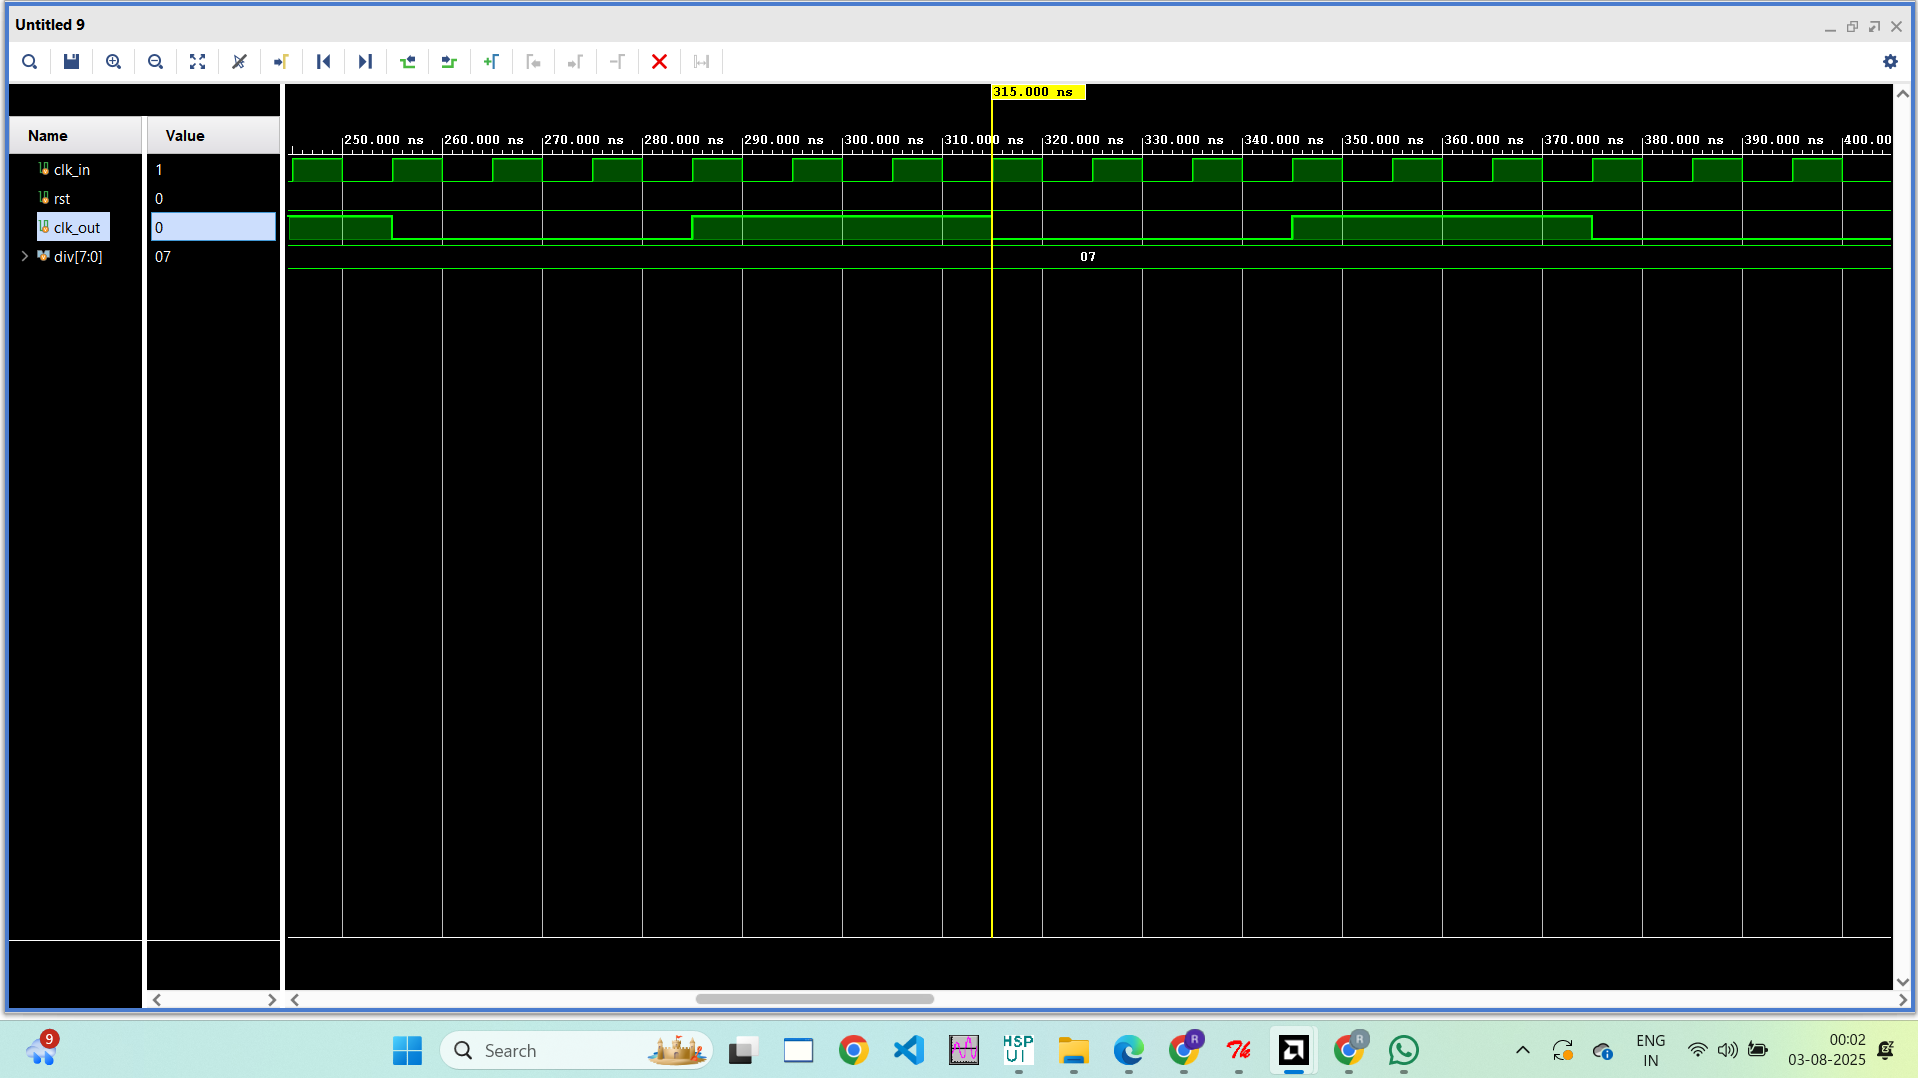 Untitled 9
315.000 ns
Name
Value
250.000 ns
260.000 ns
270.000 ns
280.000 ns
290.000 ns
300.000 ns
310.000 ns
320.000 ns
330.000 ns
340.000 ns
350.000 ns
360.000 ns
370.000 ns
380.000 ns
390.000 ns
400.00
clk_in
1
rst
0
clk_out
0
div[7:0]
07
07
9
Search
HSP
UI
R
7k
R
ENG
IN
00:02
03-08-2025